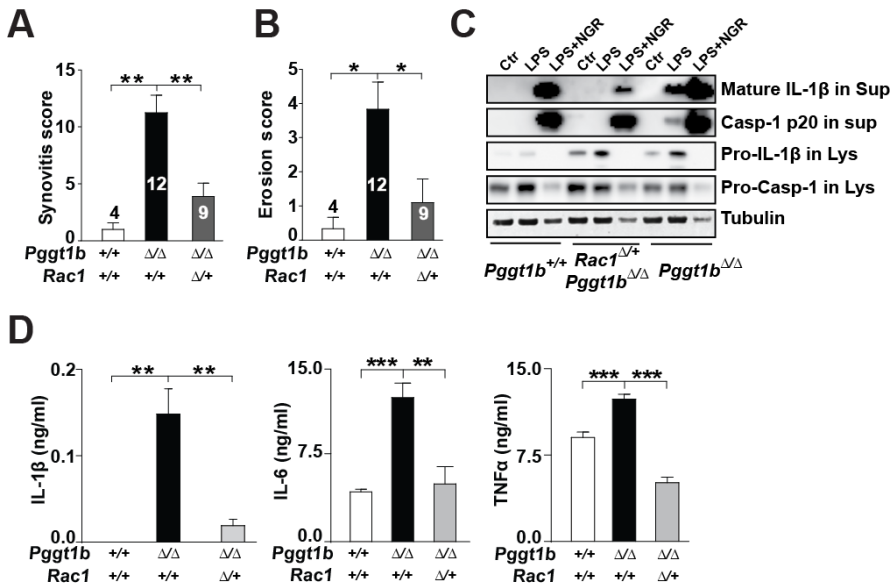 A
Synovitis score
15
10
5
0
** **
4 12 9
Pggt1b +/+ Δ/Δ Δ/Δ
Rac1 +/+ +/+ Δ/+
B
Erosion score
5
4
3
2
1
0
* *
4 12 9
Pggt1b +/+ Δ/Δ Δ/Δ
Rac1 +/+ +/+ Δ/+
C
Ctr LPS LPS+NGR Ctr LPS LPS+NGR Ctr LPS LPS+NGR
Mature IL-1β in Sup
Casp-1 p20 in sup
Pro-IL-1β in Lys
Pro-Casp-1 in Lys
Tubulin
Pggt1b+/+ Rac1Δ/+ Pggt1bΔ/Δ
Pggt1bΔ/Δ
D
IL-1β (ng/ml)
0.2
0.1
0.0
** **
Pggt1b +/+ Δ/Δ Δ/Δ
Rac1 +/+ +/+ Δ/+
IL-6 (ng/ml)
15.0
7.5
0.0
*** **
+/+ Δ/Δ Δ/Δ
+/+ +/+ Δ/+
TNFα (ng/ml)
15.0
7.5
0.0
*** ***
+/+ Δ/Δ Δ/Δ
+/+ +/+ Δ/+